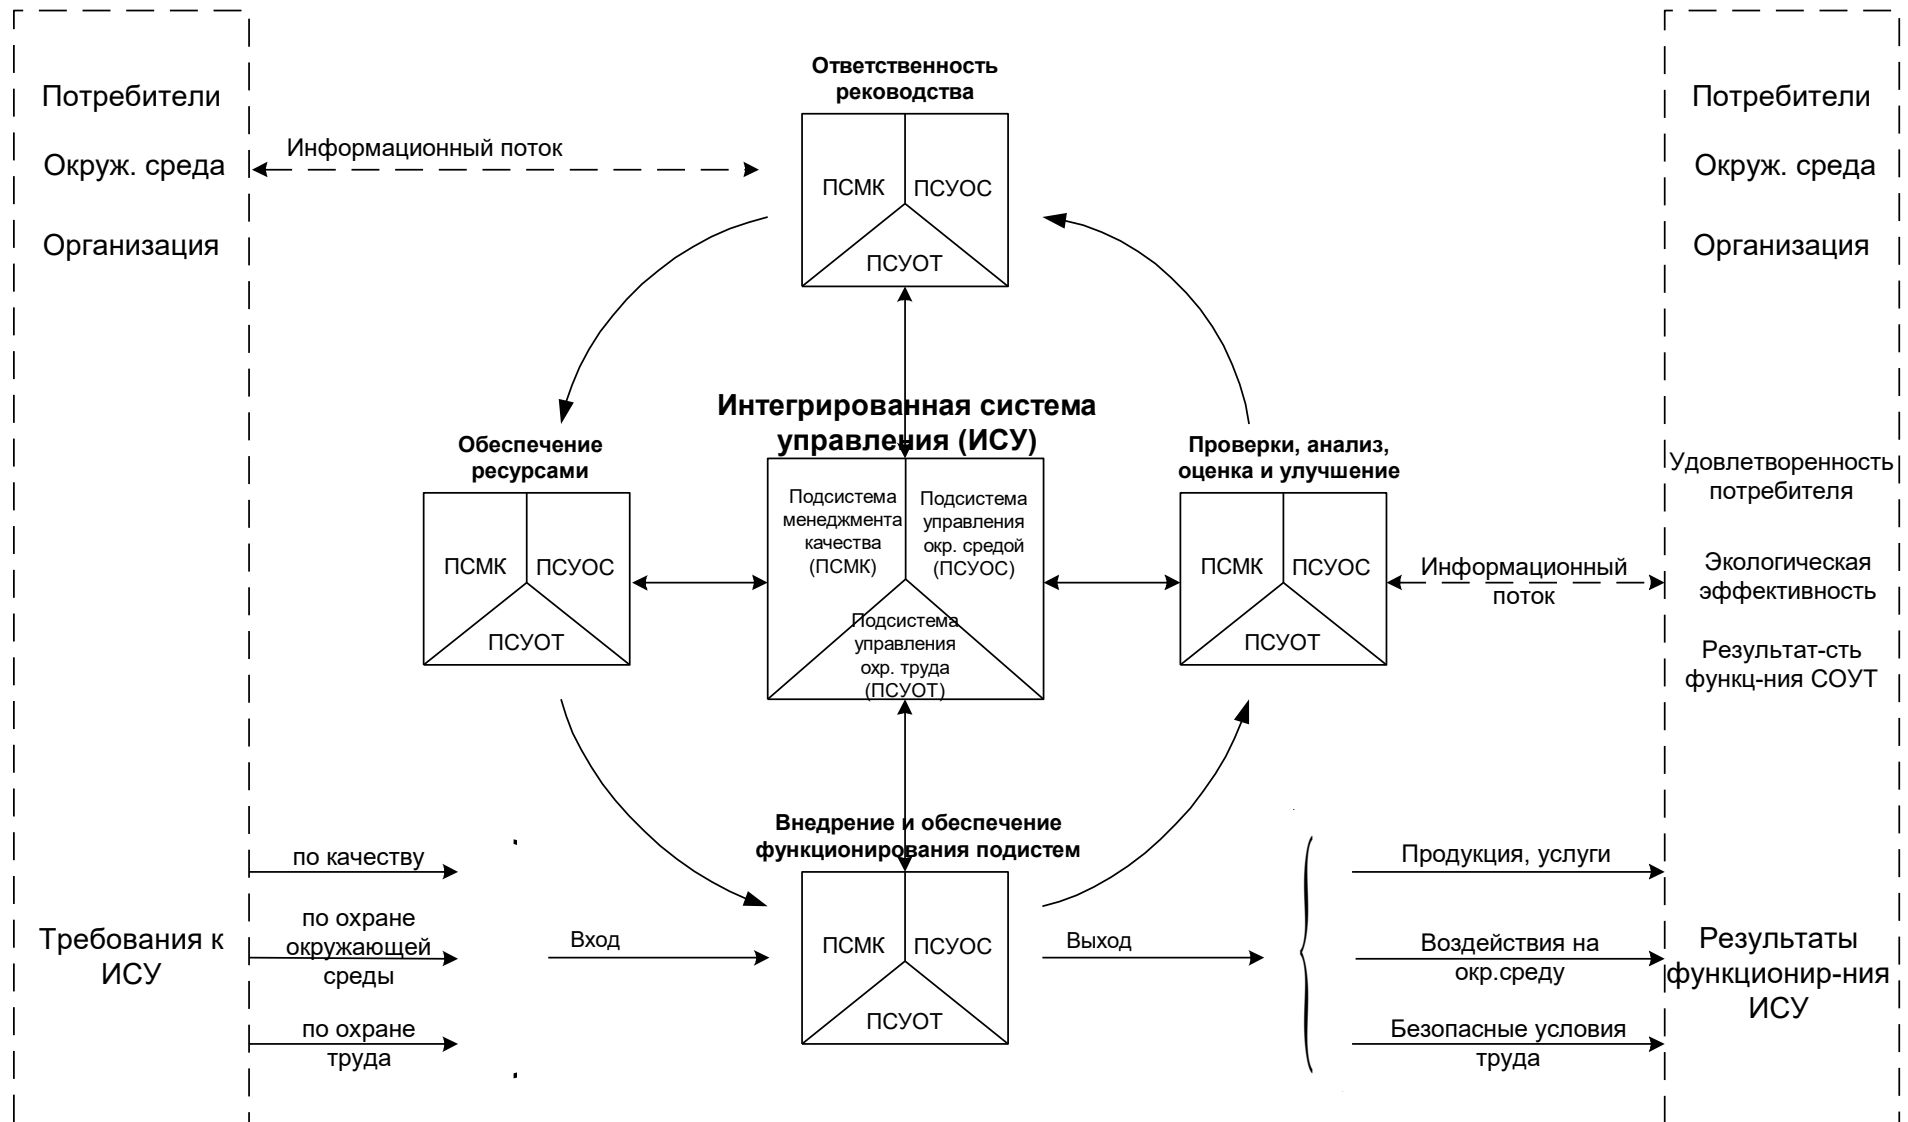 Потребители
Окруж. среда
Организация
Требования к
ИСУ
Информационный поток
Ответственность
реководства
ПСМК
ПСУОС
ПСУОТ
Обеспечение
ресурсами
ПСМК
ПСУОС
ПСУОТ
Интегрированная система
управления (ИСУ)
Подсистема
менеджмента
качества
(ПСМК)
Подсистема
управления
окр. средой
(ПСУОС)
Подсистема
управления
охр. труда
(ПСУОТ)
Проверки, анализ,
оценка и улучшение
ПСМК
ПСУОС
ПСУОТ
Информационный
поток
Внедрение и обеспечение
функционирования подистем
ПСМК
ПСУОС
ПСУОТ
по качеству
по охране
окружающей
среды
по охране
труда
Вход
Выход
Продукция, услуги
Воздействия на
окр.среду
Безопасные условия
труда
Потребители
Окруж. среда
Организация
Удовлетворенность
потребителя
Экологическая
эффективность
Результат-сть
функц-ния СОУТ
Результаты
функционир-ния
ИСУ